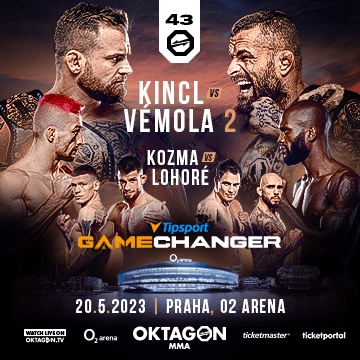 43
KINCL VS
VÉMOLA 2
KOZMA VS
LOHORÉ
Tipsport
GAMECHANGER
O2 arena
20.5.2023 | PRAHA, O2 ARENA
WATCH LIVE ON
OKTAGON.TV
O2 arena
OKTAGON
MMA
ticketmaster
ticketportal